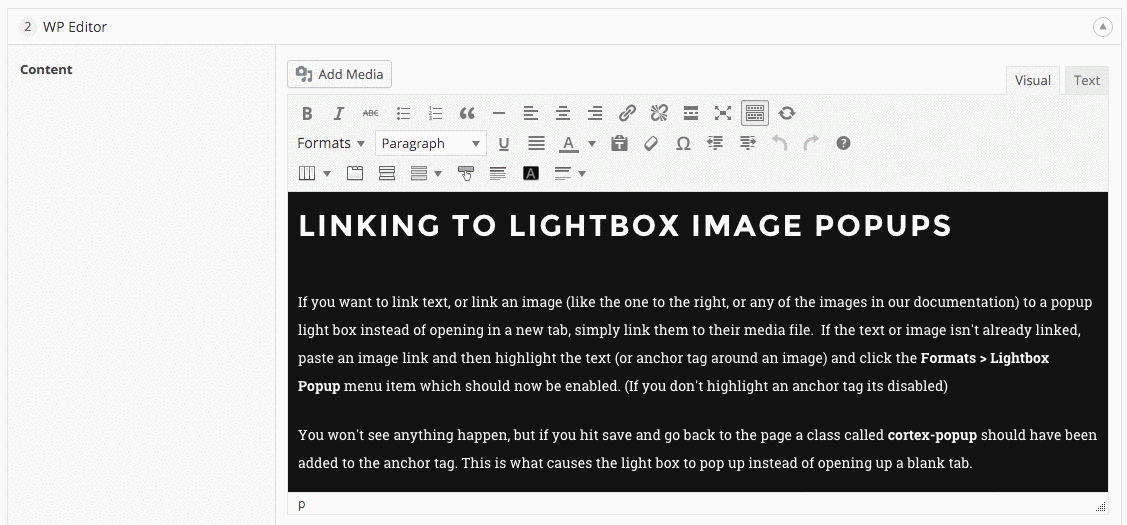 2 WP Editor
Content
Add Media
Visual Text
B I ABC
Formats Paragraph U A T Ω ?
A
LINKING TO LIGHTBOX IMAGE POPUPS
If you want to link text, or link an image (like the one to the right, or any of the images in our documentation) to a popup
light box instead of opening in a new tab, simply link them to their media file.  If the text or image isn't already linked,
paste an image link and then highlight the text (or anchor tag around an image) and click the Formats > Lightbox
Popup menu item which should now be enabled. (If you don't highlight an anchor tag its disabled)
You won't see anything happen, but if you hit save and go back to the page a class called cortex-popup should have been
added to the anchor tag. This is what causes the light box to pop up instead of opening up a blank tab.
p